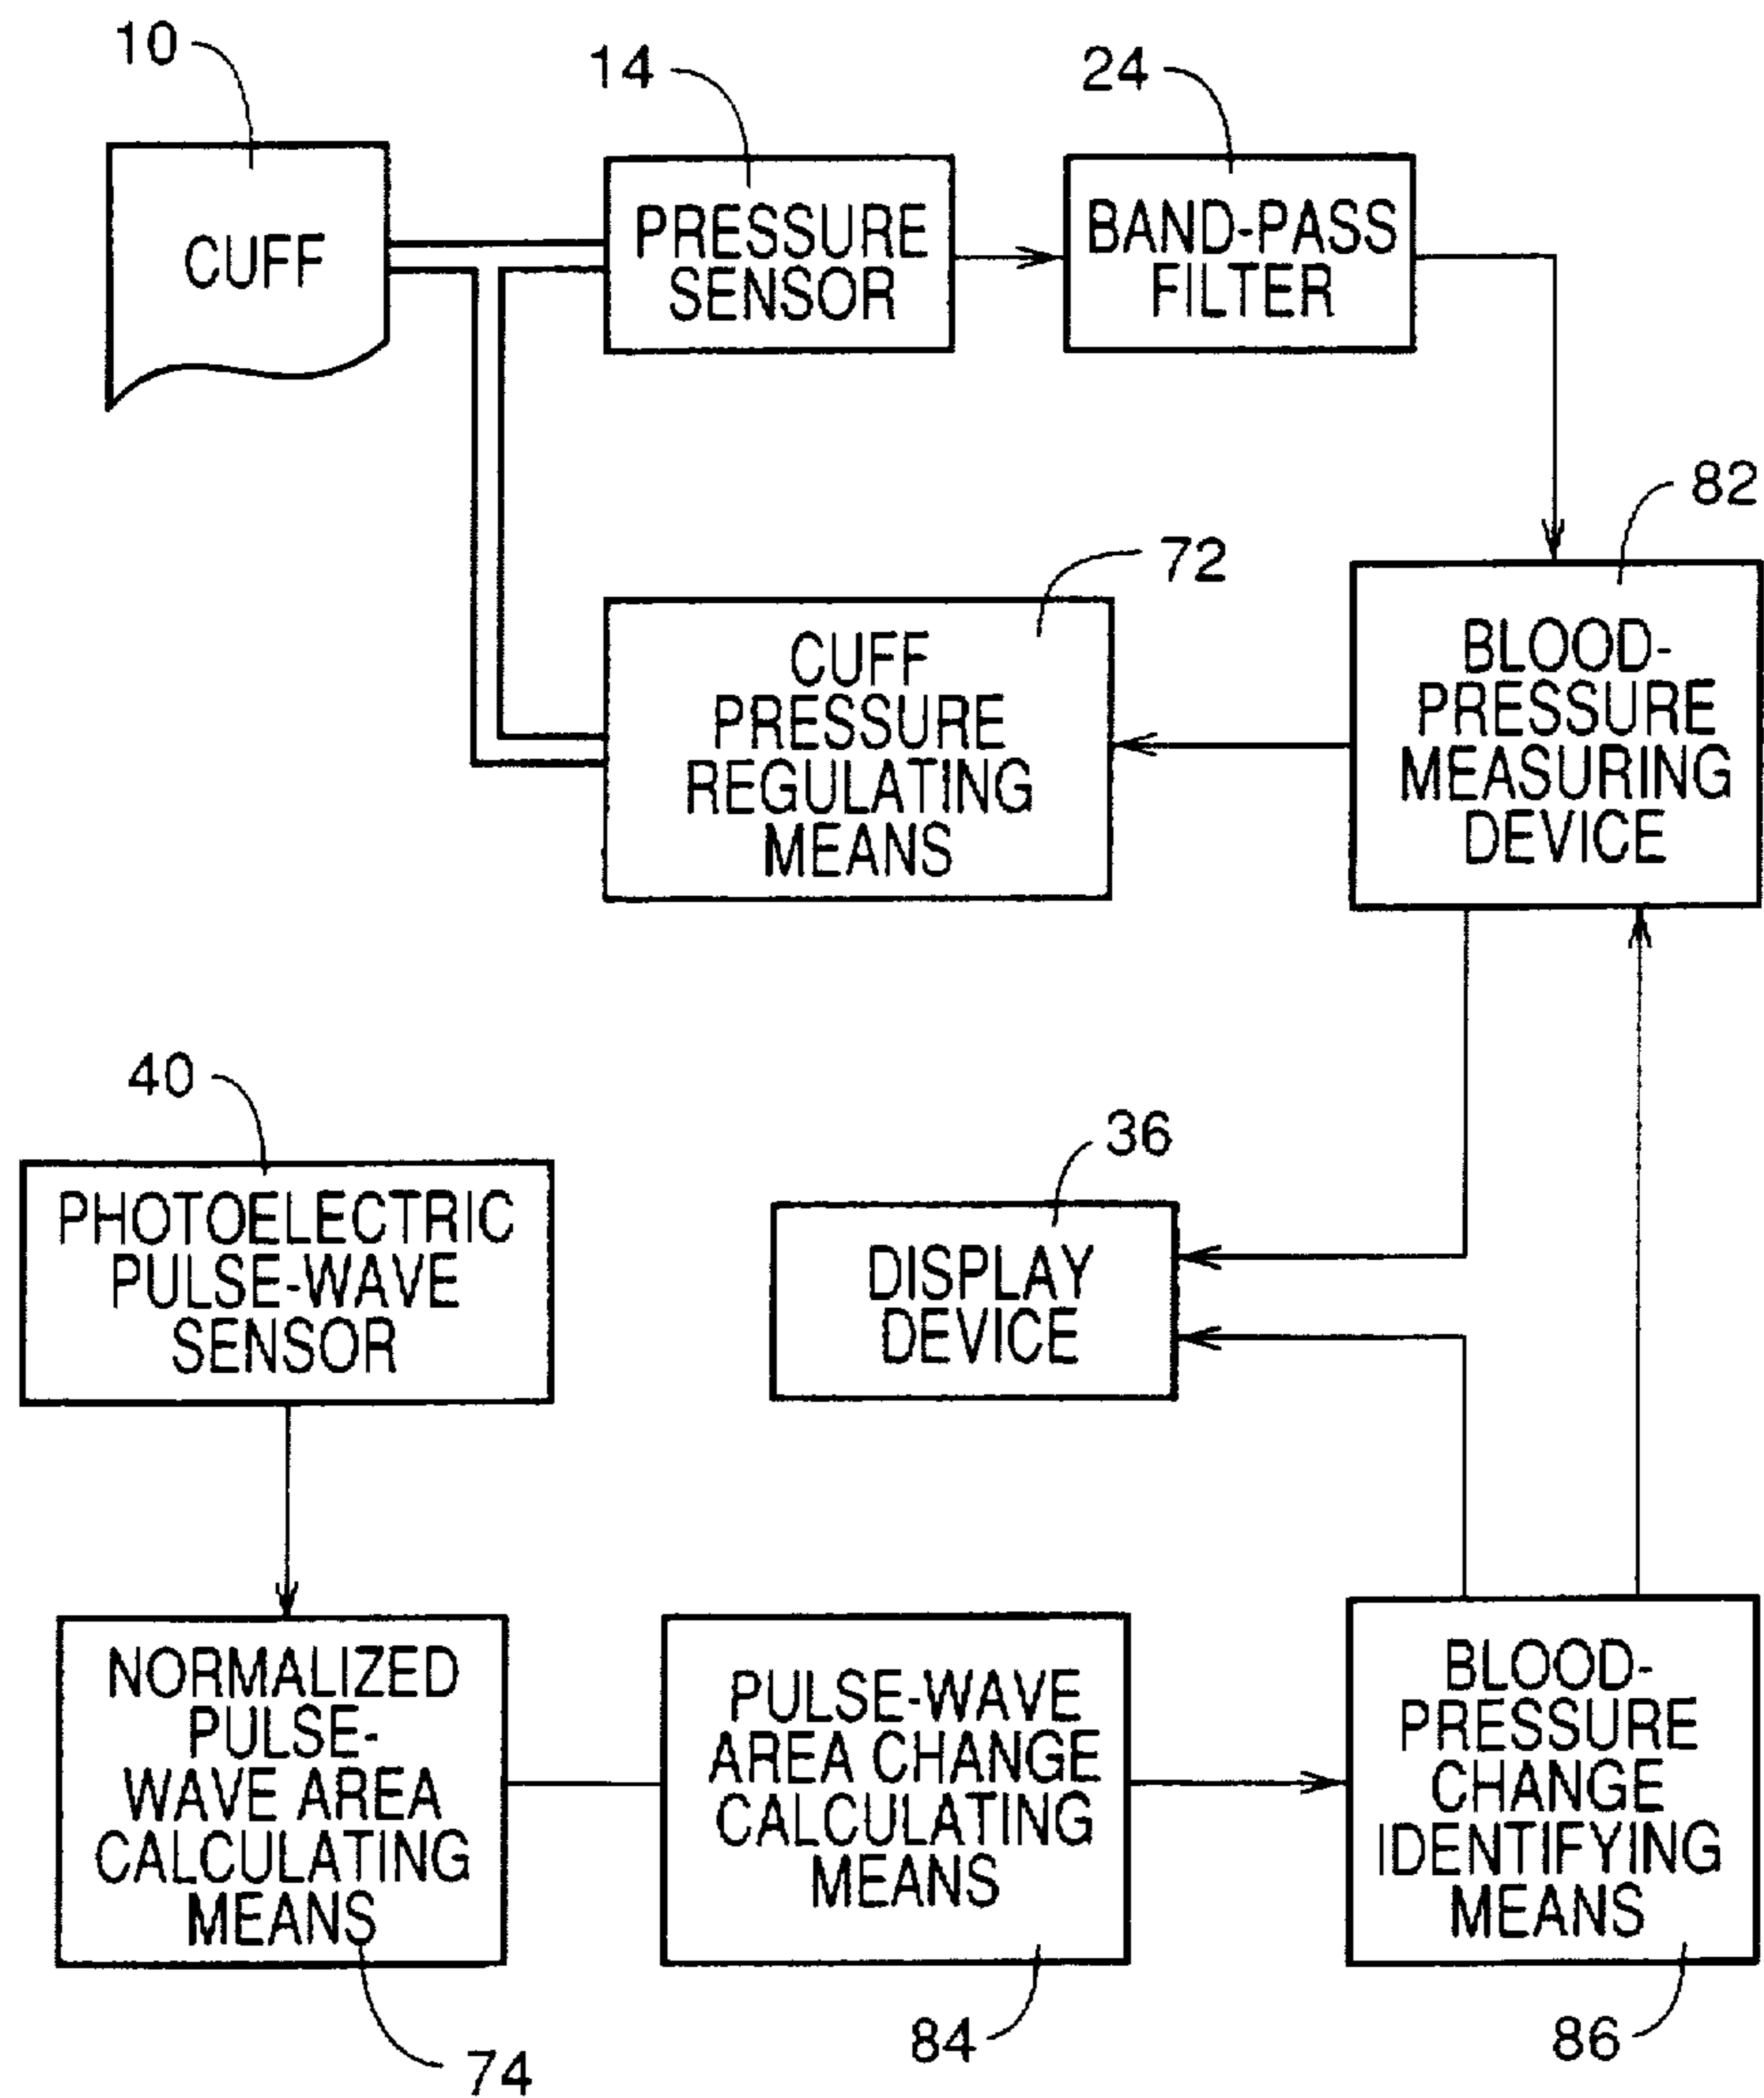 10
14
24
CUFF
PRESSURE
SENSOR
BAND-PASS
FILTER
82
72
CUFF
PRESSURE
REGULATING
MEANS
BLOOD-
PRESSURE
MEASURING
DEVICE
40
36
PHOTOELECTRIC
PULSE-WAVE
SENSOR
DISPLAY
DEVICE
NORMALIZED
PULSE-
WAVE AREA
CALCULATING
MEANS
PULSE-WAVE
AREA CHANGE
CALCULATING
MEANS
BLOOD-
PRESSURE
CHANGE
IDENTIFYING
MEANS
74
84
86